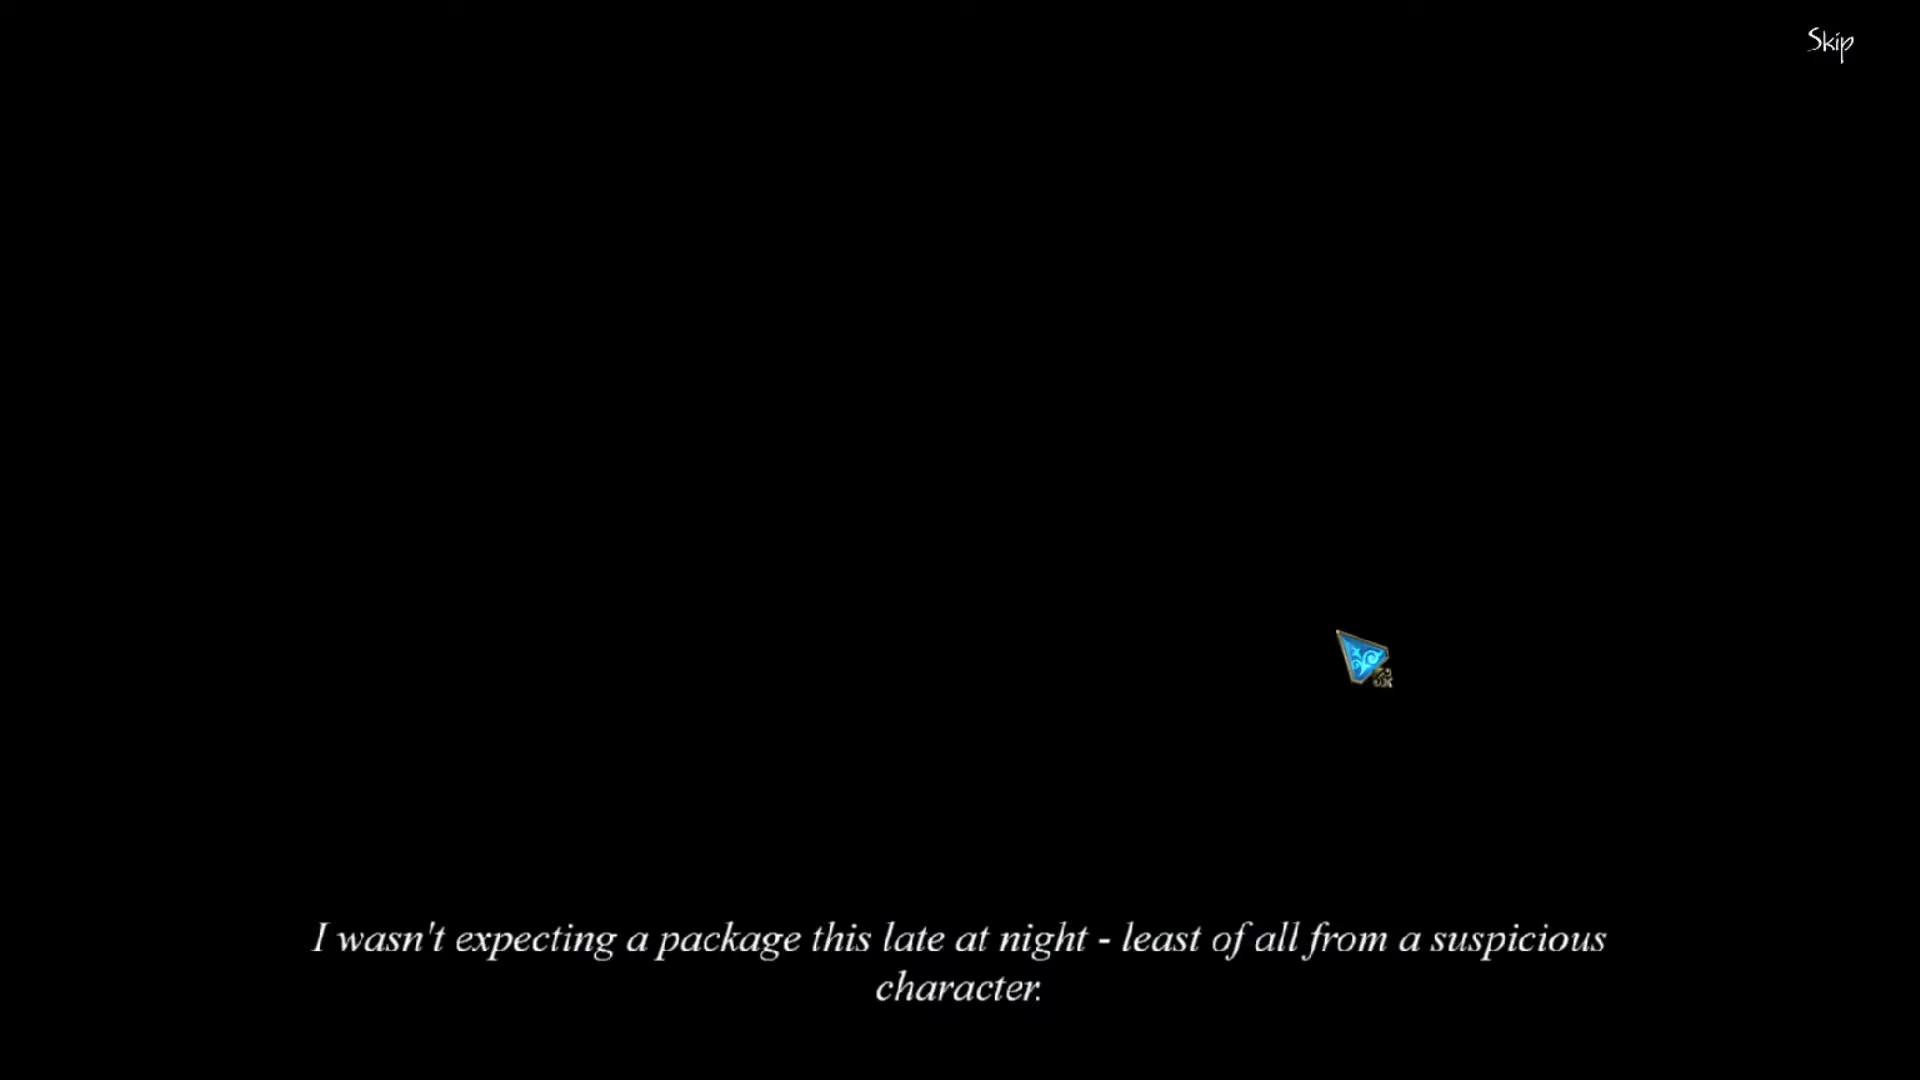 Skip
I wasn't expecting a package this late at night - least of all from a suspicious
character.